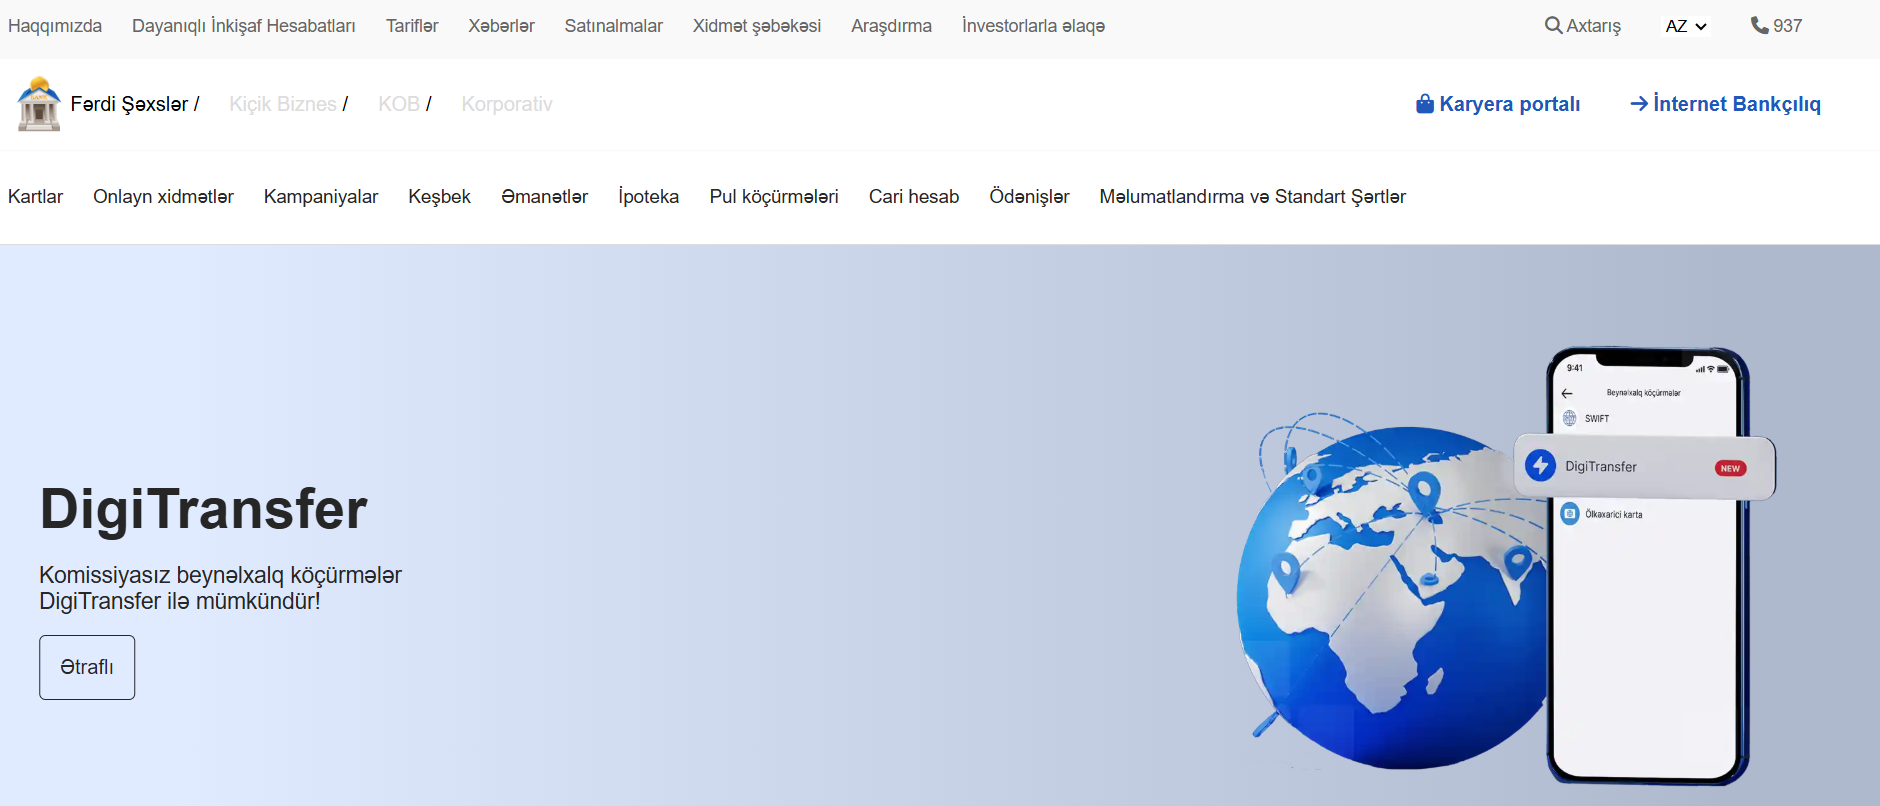 Haqqımızda Dayanıqlı İnkişaf Hesabatları Tariflər Xəbərlər Satınalmalar Xidmət şəbəkəsi Araşdırma İnvestorlarla əlaqə Axtarış AZ 937
BANK Fərdi Şəxslər / Kiçik Biznes / KOB / Korporativ Karyera portalı İnternet Bankçılıq
Kartlar Onlayn xidmətlər Kampaniyalar Keşbek Əmanətlər İpoteka Pul köçürmələri Cari hesab Ödənişlər Məlumatlandırma və Standart Şərtlər
DigiTransfer
Komissiyasız beynəlxalq köçürmələr
DigiTransfer ilə mümkündür!
Ətraflı
9:41
Beynəlxalq köçürmələr
SWIFT
DigiTransfer NEW
Ölkəxarici karta